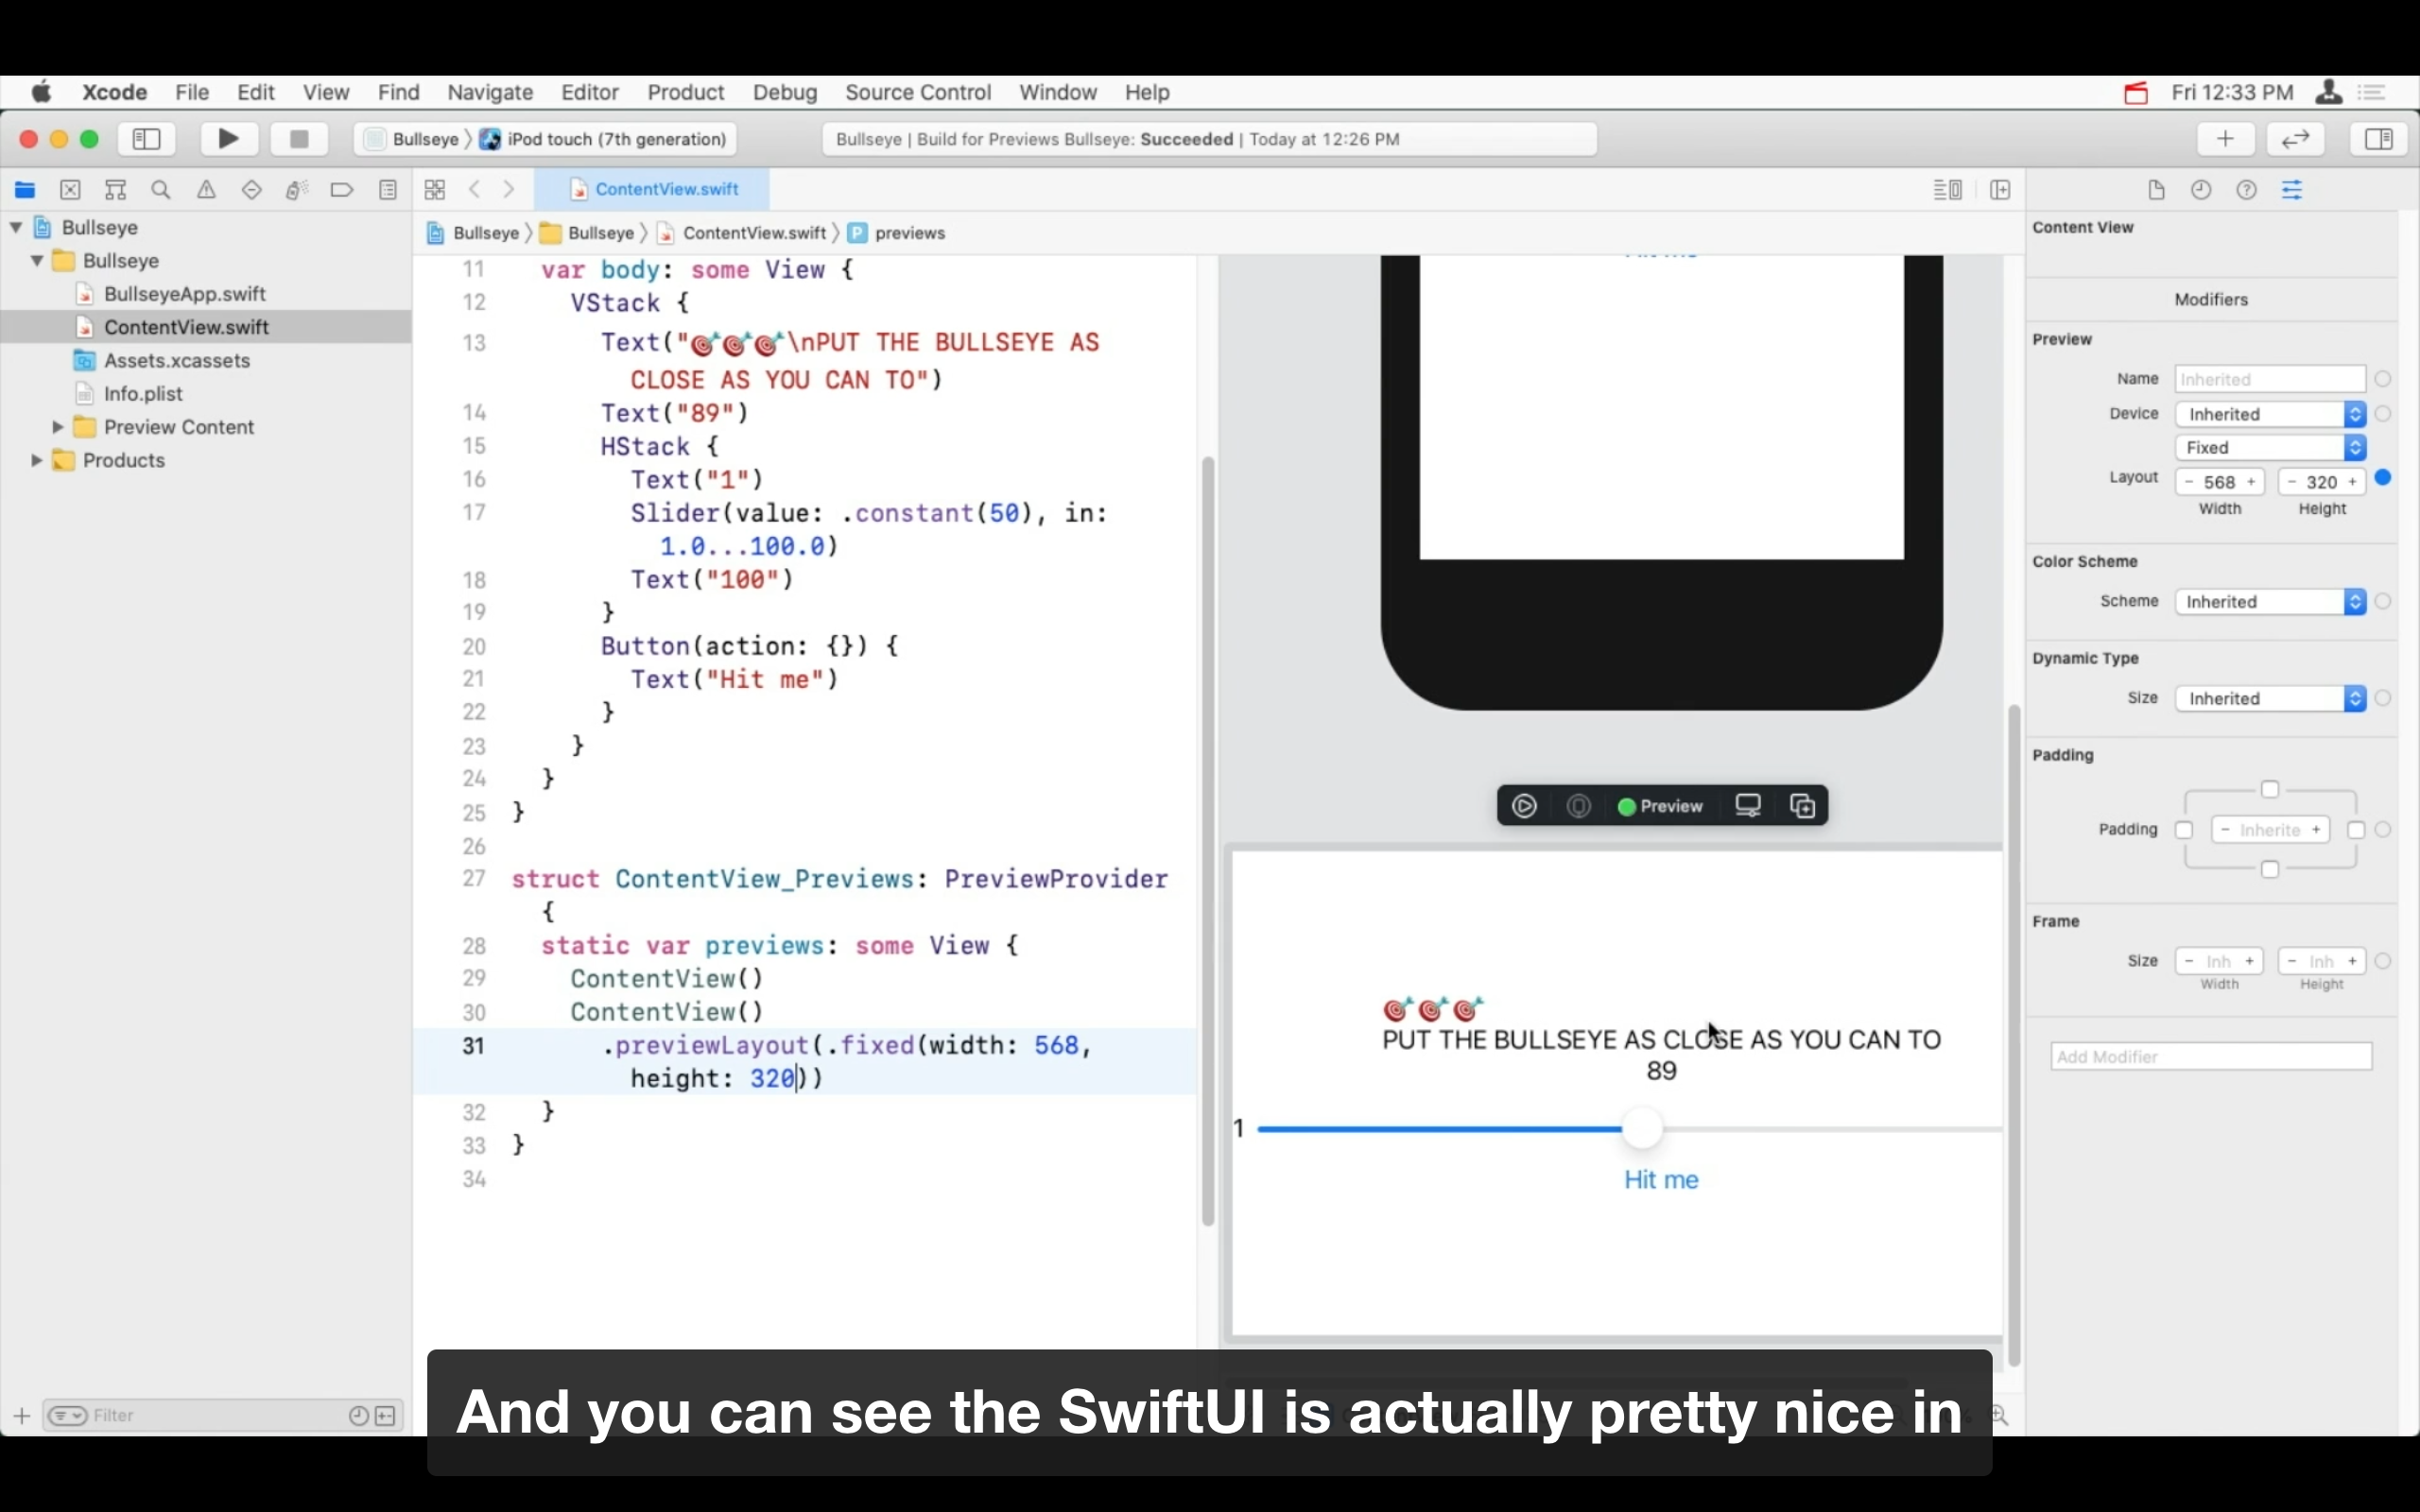 Xcode File Edit View Find Navigate Editor Product Debug Source Control Window Help Fri 12:33 PM
Bullseye iPod touch (7th generation)
Bullseye | Build for Previews Bullseye: Succeeded | Today at 12:26 PM
ContentView.swift
Bullseye Bullseye ContentView.swift P previews
Bullseye
Bullseye
BullseyeApp.swift
ContentView.swift
Assets.xcassets
Info.plist
Preview Content
Products
Filter
11 var body: some View {
12 VStack {
13 Text("🎯🎯🎯\nPUT THE BULLSEYE AS
CLOSE AS YOU CAN TO")
14 Text("89")
15 HStack {
16 Text("1")
17 Slider(value: .constant(50), in:
1.0...100.0)
18 Text("100")
19 }
20 Button(action: {}) {
21 Text("Hit me")
22 }
23 }
24 }
25 }
26
27 struct ContentView_Previews: PreviewProvider
{
28 static var previews: some View {
29 ContentView()
30 ContentView()
31 .previewLayout(.fixed(width: 568,
height: 320))
32 }
33 }
34
Preview
🎯🎯🎯
PUT THE BULLSEYE AS CLOSE AS YOU CAN TO
89
1
Hit me
Content View
Modifiers
Preview
Name Inherited
Device Inherited
Fixed
Layout - 568 + - 320 +
Width Height
Color Scheme
Scheme Inherited
Dynamic Type
Size Inherited
Padding
Padding - Inherite +
Frame
Size - Inh + - Inh +
Width Height
Add Modifier
And you can see the SwiftUI is actually pretty nice in